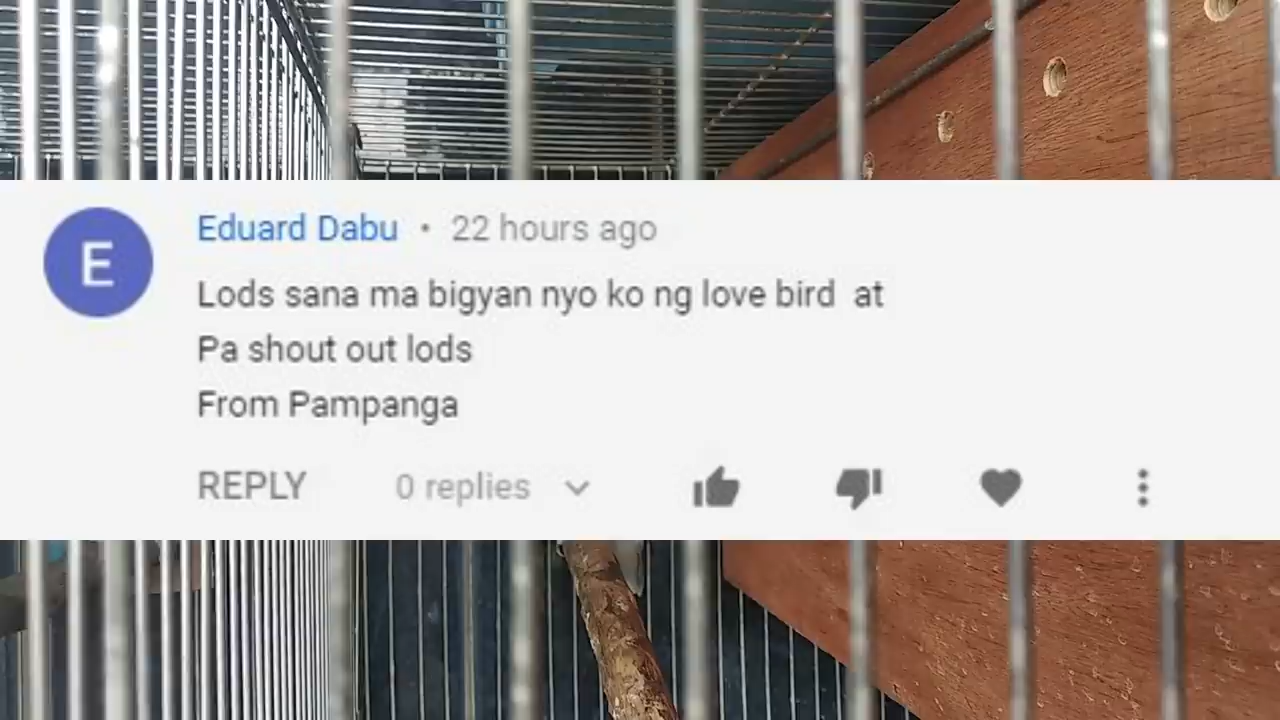 E
Eduard Dabu • 22 hours ago
Lods sana ma bigyan nyo ko ng love bird at
Pa shout out lods
From Pampanga
REPLY 0 replies